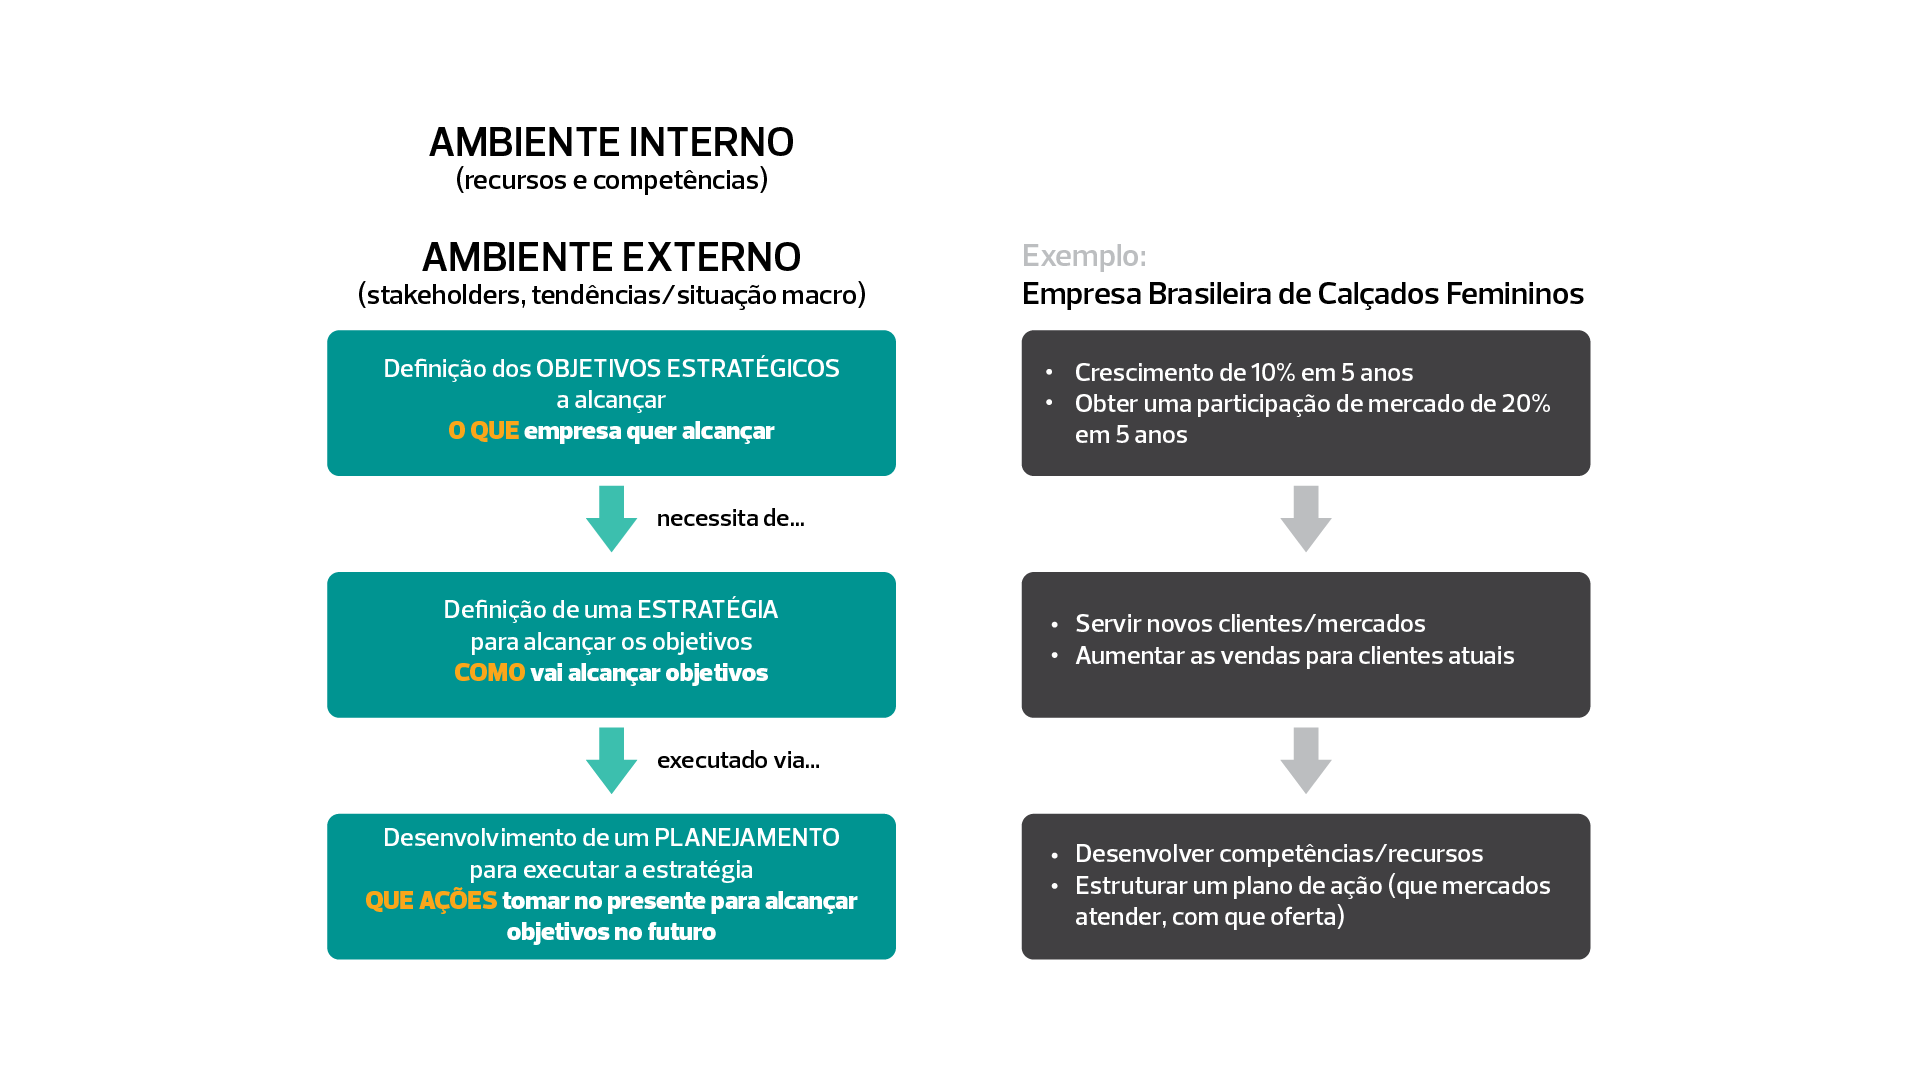 AMBIENTE INTERNO
(recursos e competências)
AMBIENTE EXTERNO
(stakeholders, tendências/situação macro)
Definição dos OBJETIVOS ESTRATÉGICOS
a alcançar
O QUE empresa quer alcançar
necessita de...
Definição de uma ESTRATÉGIA
para alcançar os objetivos
COMO vai alcançar objetivos
executado via...
Desenvolvimento de um PLANEJAMENTO
para executar a estratégia
QUE AÇÕES tomar no presente para alcançar
objetivos no futuro
Exemplo:
Empresa Brasileira de Calçados Femininos
• Crescimento de 10% em 5 anos
• Obter uma participação de mercado de 20%
em 5 anos
• Servir novos clientes/mercados
• Aumentar as vendas para clientes atuais
• Desenvolver competências/recursos
• Estruturar um plano de ação (que mercados
atender, com que oferta)